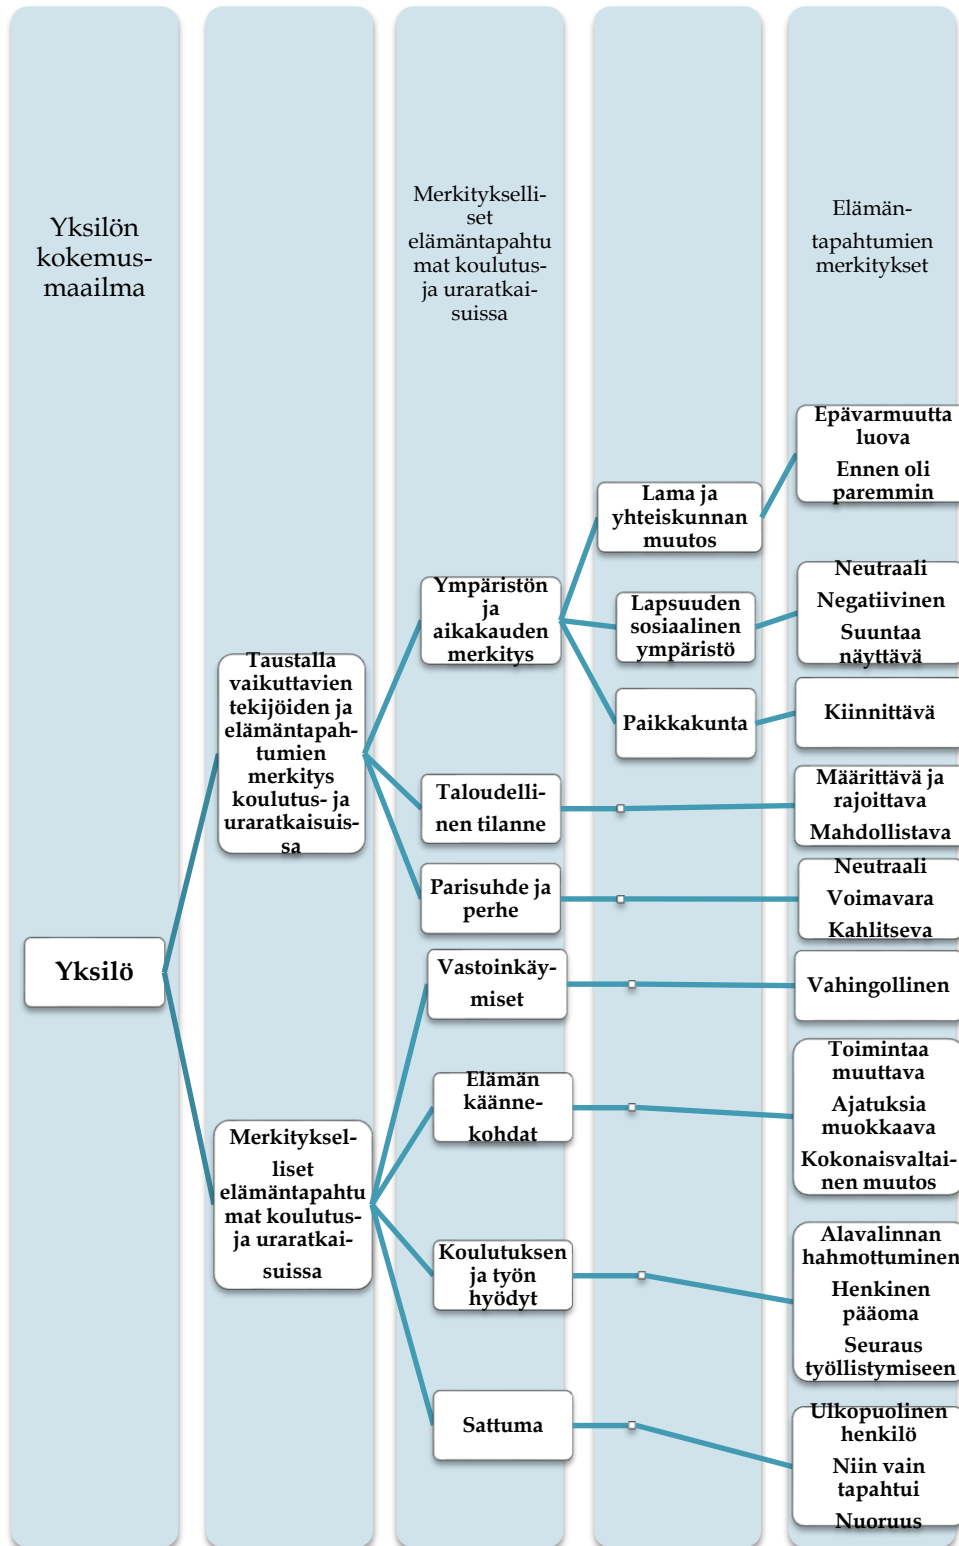 Yksilön
kokemus-
maailma
Merkitykselli-
set
elämäntapahtu
mat koulutus-
ja uraratkai-
suissa
Elämän-
tapahtumien
merkitykset
Yksilö
Taustalla
vaikuttavien
tekijöiden ja
elämäntapah-
tumien
merkitys
koulutus- ja
uraratkaisuis-
sa
Ympäristön
ja
aikakauden
merkitys
Lama ja
yhteiskunnan
muutos
Epävarmuutta
luova
Ennen oli
paremmin
Lapsuuden
sosiaalinen
ympäristö
Neutraali
Negatiivinen
Suuntaa
näyttävä
Paikkakunta
Kiinnittävä
Taloudelli-
nen tilanne
Määrittävä ja
rajoittava
Mahdollistava
Parisuhde ja
perhe
Neutraali
Voimavara
Kahlitseva
Merkityksel-
liset
elämäntapahtu
mat koulutus-
ja uraratkai-
suissa
Vastoinkäy-
miset
Vahingollinen
Elämän
käänne-
kohdat
Toimintaa
muuttava
Ajatuksia
muokkaava
Kokonaisvaltai-
nen muutos
Koulutuksen
ja työn
hyödyt
Alavalinnan
hahmottuminen
Henkinen
pääoma
Seuraus
työllistymiseen
Sattuma
Ulkopuolinen
henkilö
Niin vain
tapahtui
Nuoruus